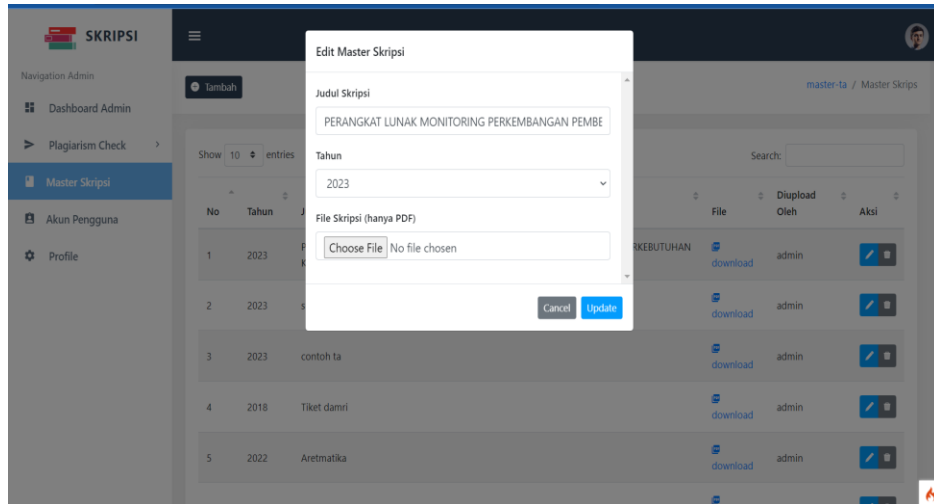 SKRIPSI
Navigation Admin
Dashboard Admin
Plagiarism Check
Master Skripsi
Akun Pengguna
Profile
Tambah
master-ta / Master Skrips
Edit Master Skripsi
Judul Skripsi
PERANGKAT LUNAK MONITORING PERKEMBANGAN PEMBE
Tahun
2023
File Skripsi (hanya PDF)
Choose File No file chosen
Cancel Update
Show 10 entries
Search:
No Tahun J File Diupload Oleh Aksi
1 2023 P RKEBUTUHAN download admin
K
2 2023 s download admin
3 2023 contoh ta download admin
4 2018 Tiket damri download admin
5 2022 Aretmatika download admin